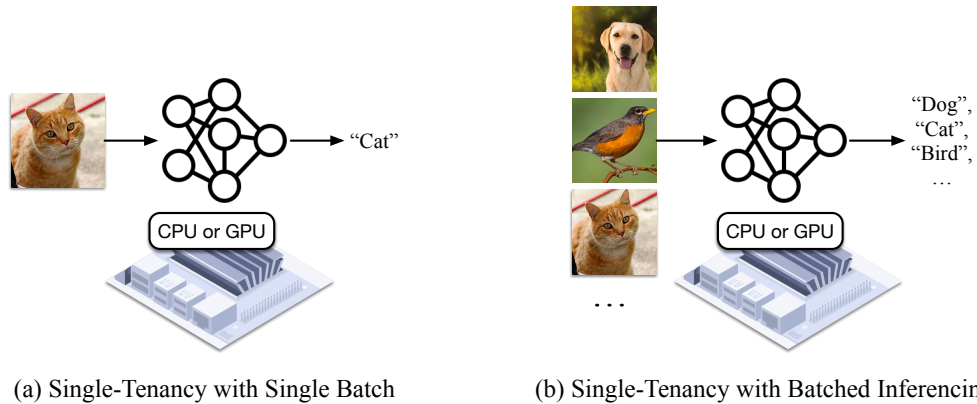 “Cat”
CPU or GPU
(a) Single-Tenancy with Single Batch
“Dog”,
“Cat”,
“Bird”,
...
CPU or GPU
...
(b) Single-Tenancy with Batched Inferencin